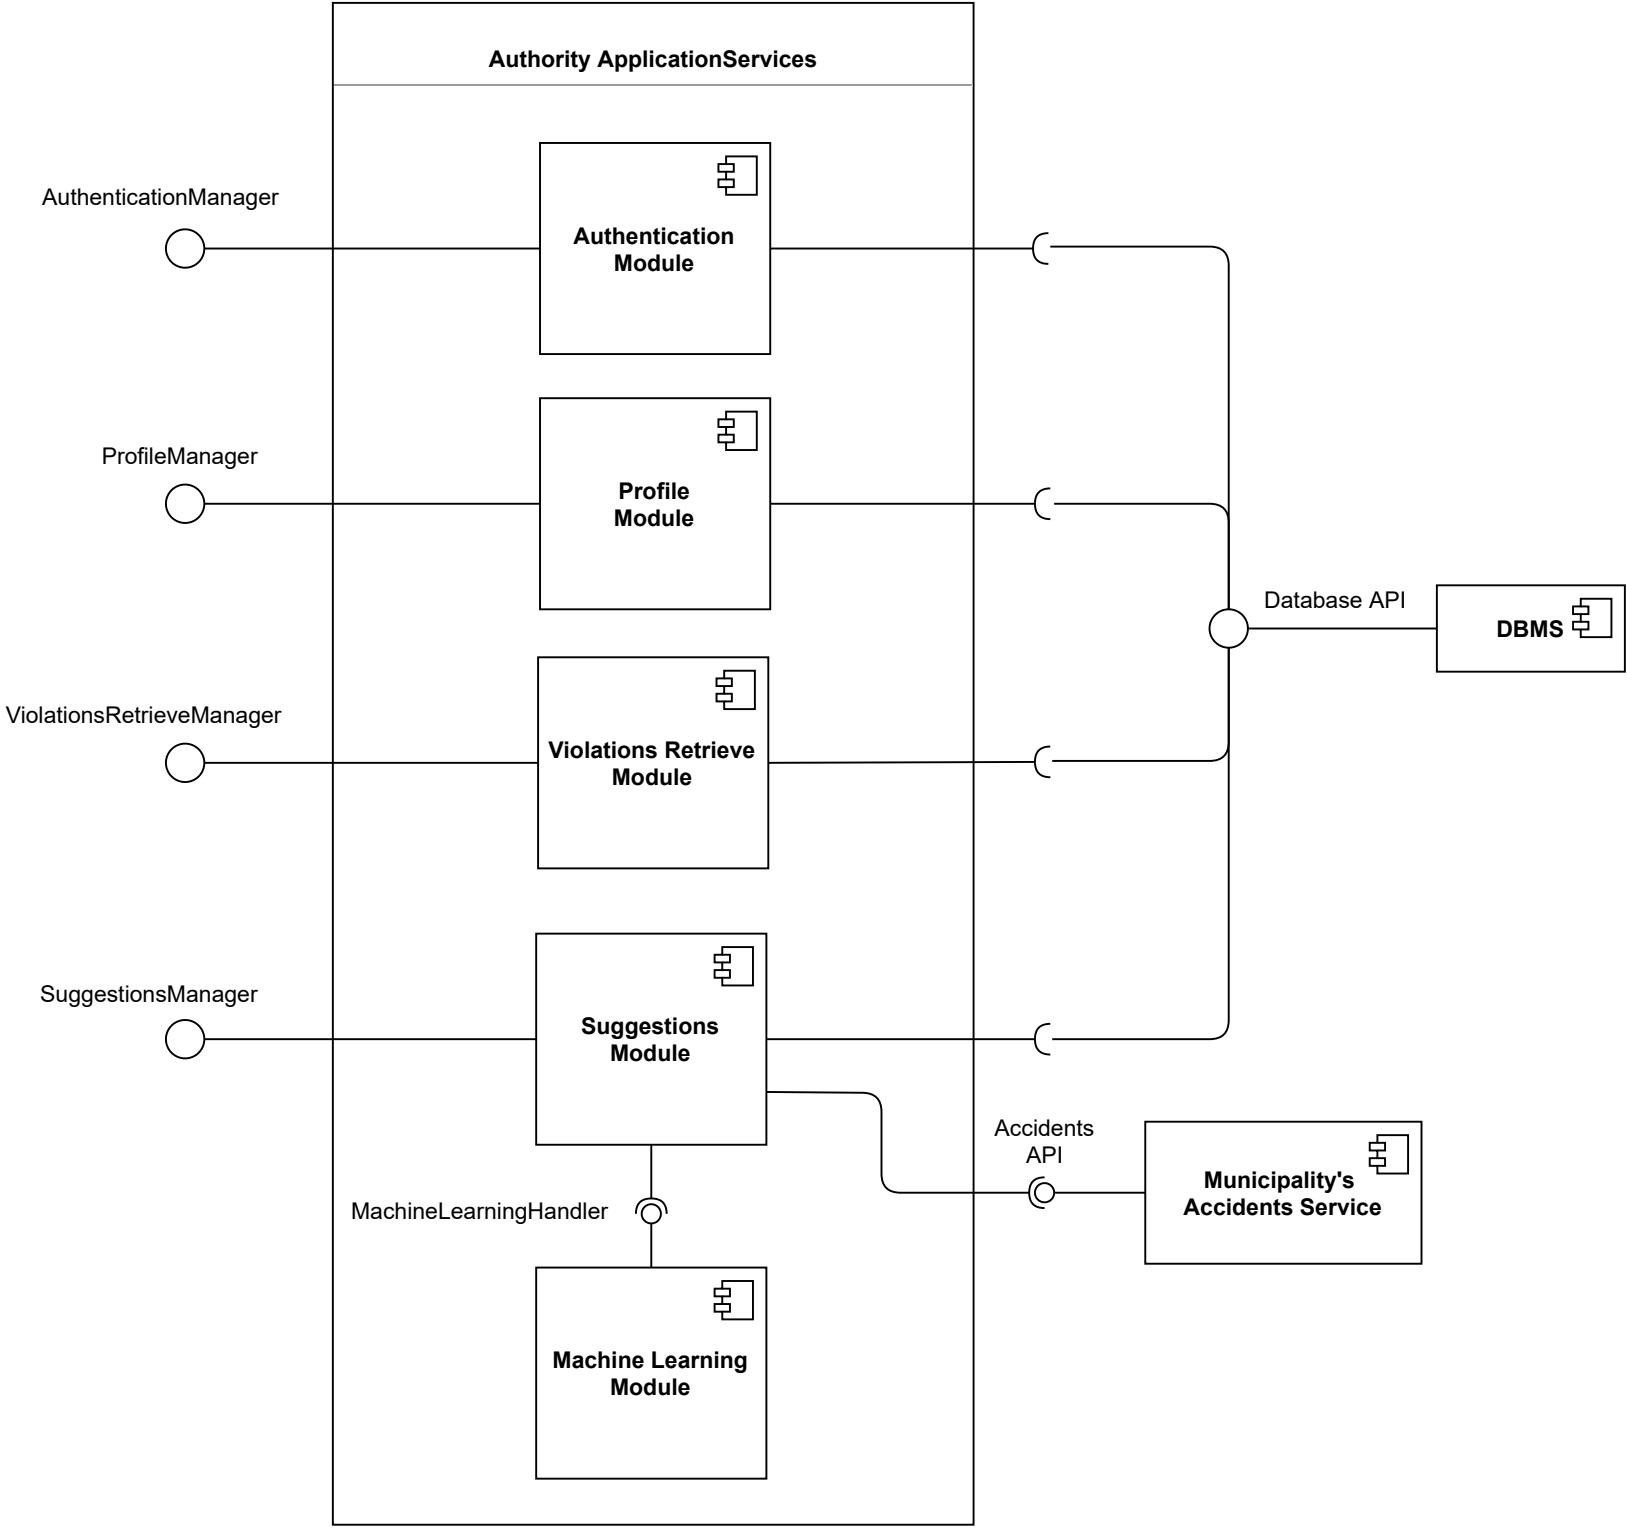 Authority ApplicationServices
AuthenticationManager
Authentication
Module
ProfileManager
Profile
Module
Database API
DBMS
ViolationsRetrieveManager
Violations Retrieve
Module
SuggestionsManager
Suggestions
Module
Accidents
API
Municipality's
Accidents Service
MachineLearningHandler
Machine Learning
Module